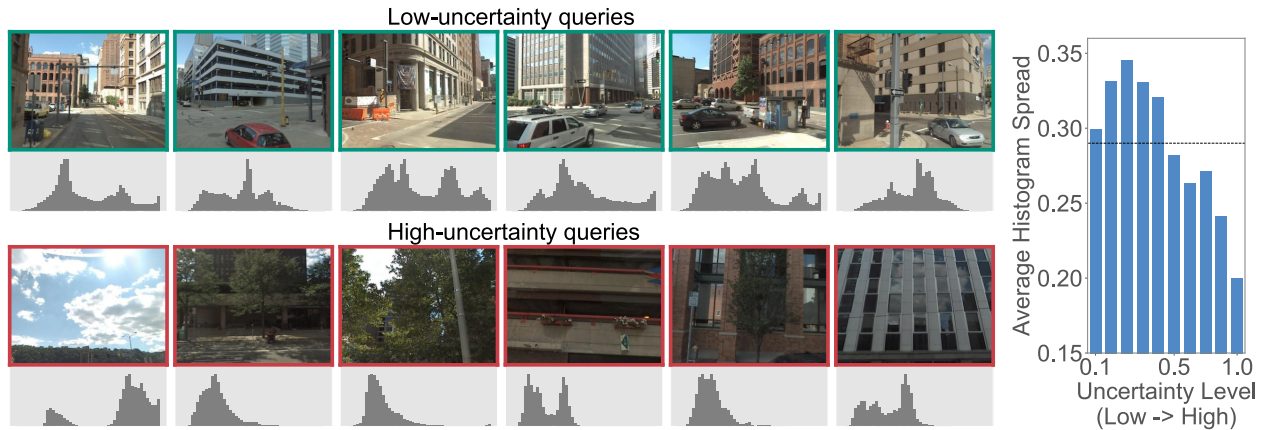 Low-uncertainty queries
High-uncertainty queries
Average Histogram Spread
0.35
0.30
0.25
0.20
0.15
0.1
0.5
1.0
Uncertainty Level
(Low -> High)